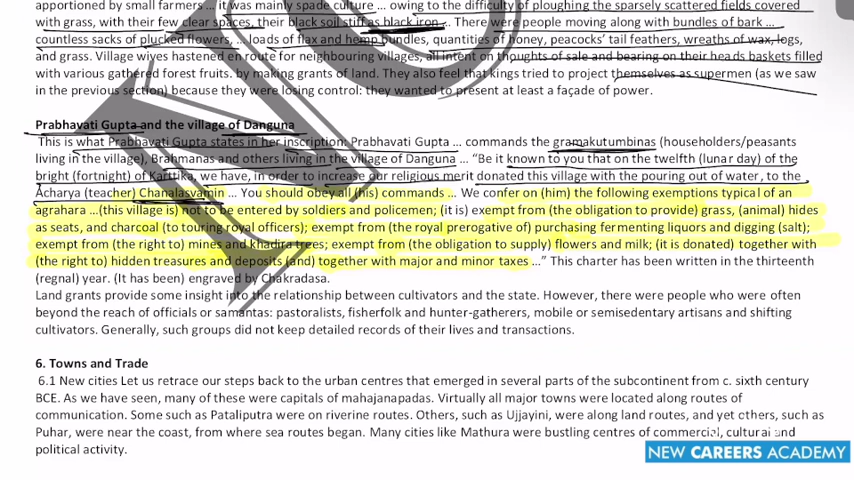 apportioned by small farmers … it was mainly spade culture … owing to the difficulty of ploughing the sparsely scattered fields covered
with grass, with their few clear spaces, their black soil stiff as black iron … There were people moving along with bundles of bark …
countless sacks of plucked flowers, … loads of flax and hemp bundles, quantities of honey, peacocks’ tail feathers, wreaths of wax, logs,
and grass. Village wives hastened en route for neighbouring villages, all intent on thoughts of sale and bearing on their heads baskets filled
with various gathered forest fruits. by making grants of land. They also feel that kings tried to project themselves as supermen (as we saw
in the previous section) because they were losing control: they wanted to present at least a façade of power.
Prabhavati Gupta and the village of Danguna
This is what Prabhavati Gupta states in her inscription: Prabhavati Gupta … commands the gramakutumbinas (householders/peasants
living in the village), Brahmanas and others living in the village of Danguna … “Be it known to you that on the twelfth (lunar day) of the
bright (fortnight) of Karttika, we have, in order to increase our religious merit donated this village with the pouring out of water, to the
Acharya (teacher) Chanalasvamin … You should obey all (his) commands … We confer on (him) the following exemptions typical of an
agrahara …(this village is) not to be entered by soldiers and policemen; (it is) exempt from (the obligation to provide) grass, (animal) hides
as seats, and charcoal (to touring royal officers); exempt from (the royal prerogative of) purchasing fermenting liquors and digging (salt);
exempt from (the right to) mines and khadira trees; exempt from (the obligation to supply) flowers and milk; (it is donated) together with
(the right to) hidden treasures and deposits (and) together with major and minor taxes …” This charter has been written in the thirteenth
(regnal) year. (It has been) engraved by Chakradasa.
Land grants provide some insight into the relationship between cultivators and the state. However, there were people who were often
beyond the reach of officials or samantas: pastoralists, fisherfolk and hunter-gatherers, mobile or semisedentary artisans and shifting
cultivators. Generally, such groups did not keep detailed records of their lives and transactions.
6. Towns and Trade
6.1 New cities Let us retrace our steps back to the urban centres that emerged in several parts of the subcontinent from c. sixth century
BCE. As we have seen, many of these were capitals of mahajanapadas. Virtually all major towns were located along routes of
communication. Some such as Pataliputra were on riverine routes. Others, such as Ujjayini, were along land routes, and yet others, such as
Puhar, were near the coast, from where sea routes began. Many cities like Mathura were bustling centres of commercial, cultural and
political activity.
NEW CAREERS ACADEMY